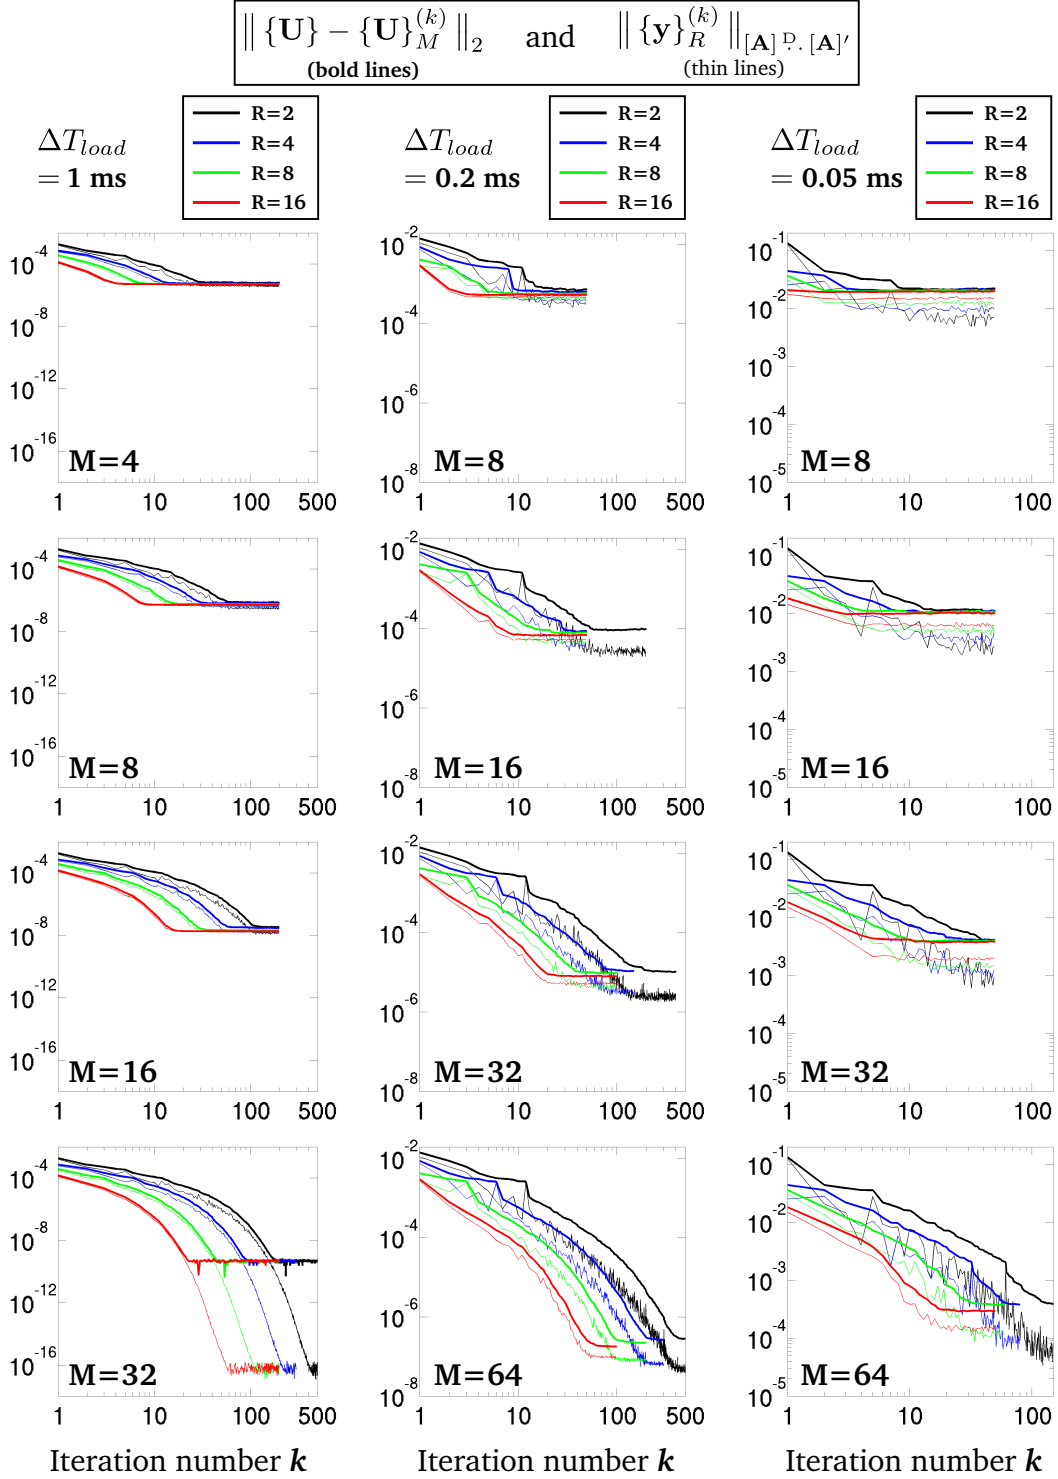 ‖ {U} − {U}_M^(k) ‖_2 and ‖ {y}_R^(k) ‖_[A] D∵ [A]′
(bold lines) (thin lines)
ΔT_load = 1 ms
R=2
R=4
R=8
R=16
ΔT_load = 0.2 ms
R=2
R=4
R=8
R=16
ΔT_load = 0.05 ms
R=2
R=4
R=8
R=16
10^-4
10^-8
10^-12
10^-16
M=4
1 10 100 500
10^-2
10^-4
10^-6
10^-8
M=8
1 10 100 500
10^-1
10^-2
10^-3
10^-4
10^-5
M=8
1 10 100
10^-4
10^-8
10^-12
10^-16
M=8
1 10 100 500
10^-2
10^-4
10^-6
10^-8
M=16
1 10 100 500
10^-1
10^-2
10^-3
10^-4
10^-5
M=16
1 10 100
10^-4
10^-8
10^-12
10^-16
M=16
1 10 100 500
10^-2
10^-4
10^-6
10^-8
M=32
1 10 100 500
10^-1
10^-2
10^-3
10^-4
10^-5
M=32
1 10 100
10^-4
10^-8
10^-12
10^-16
M=32
1 10 100 500
10^-2
10^-4
10^-6
10^-8
M=64
1 10 100 500
10^-1
10^-2
10^-3
10^-4
10^-5
M=64
1 10 100
Iteration number k
Iteration number k
Iteration number k